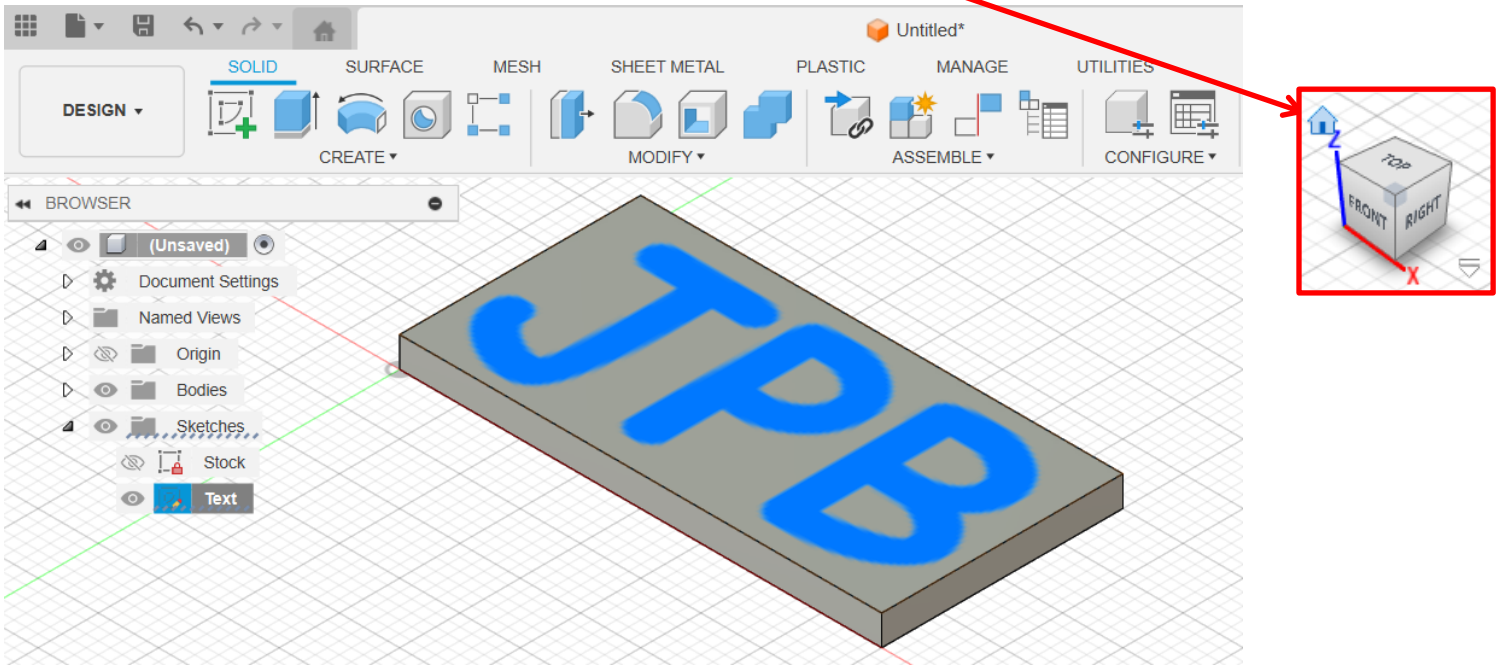 Untitled*
SOLID SURFACE MESH SHEET METAL PLASTIC MANAGE UTILITIES
DESIGN
CREATE MODIFY ASSEMBLE CONFIGURE
BROWSER
(Unsaved)
Document Settings
Named Views
Origin
Bodies
Sketches
Stock
Text
JPB
Z
TOP
FRONT RIGHT
X